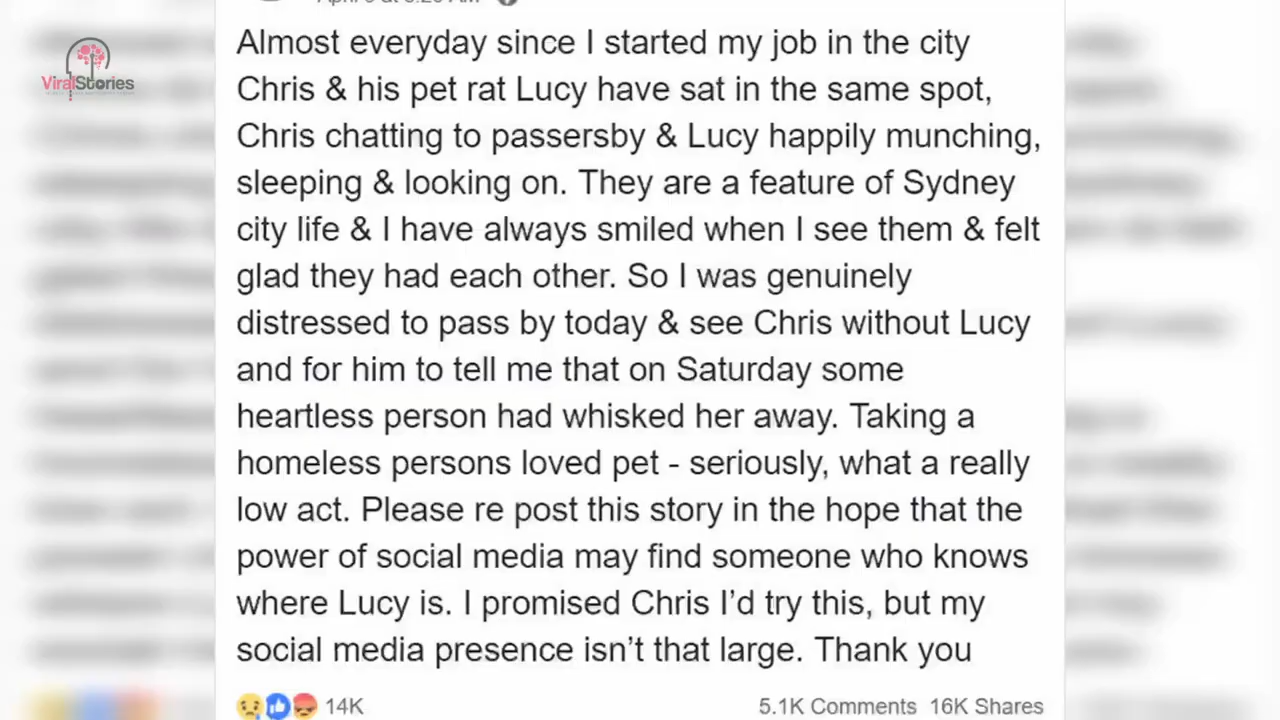 ViralStories
Almost everyday since I started my job in the city
Chris & his pet rat Lucy have sat in the same spot,
Chris chatting to passersby & Lucy happily munching,
sleeping & looking on. They are a feature of Sydney
city life & I have always smiled when I see them & felt
glad they had each other. So I was genuinely
distressed to pass by today & see Chris without Lucy
and for him to tell me that on Saturday some
heartless person had whisked her away. Taking a
homeless persons loved pet - seriously, what a really
low act. Please re post this story in the hope that the
power of social media may find someone who knows
where Lucy is. I promised Chris I’d try this, but my
social media presence isn’t that large. Thank you
14K 5.1K Comments 16K Shares